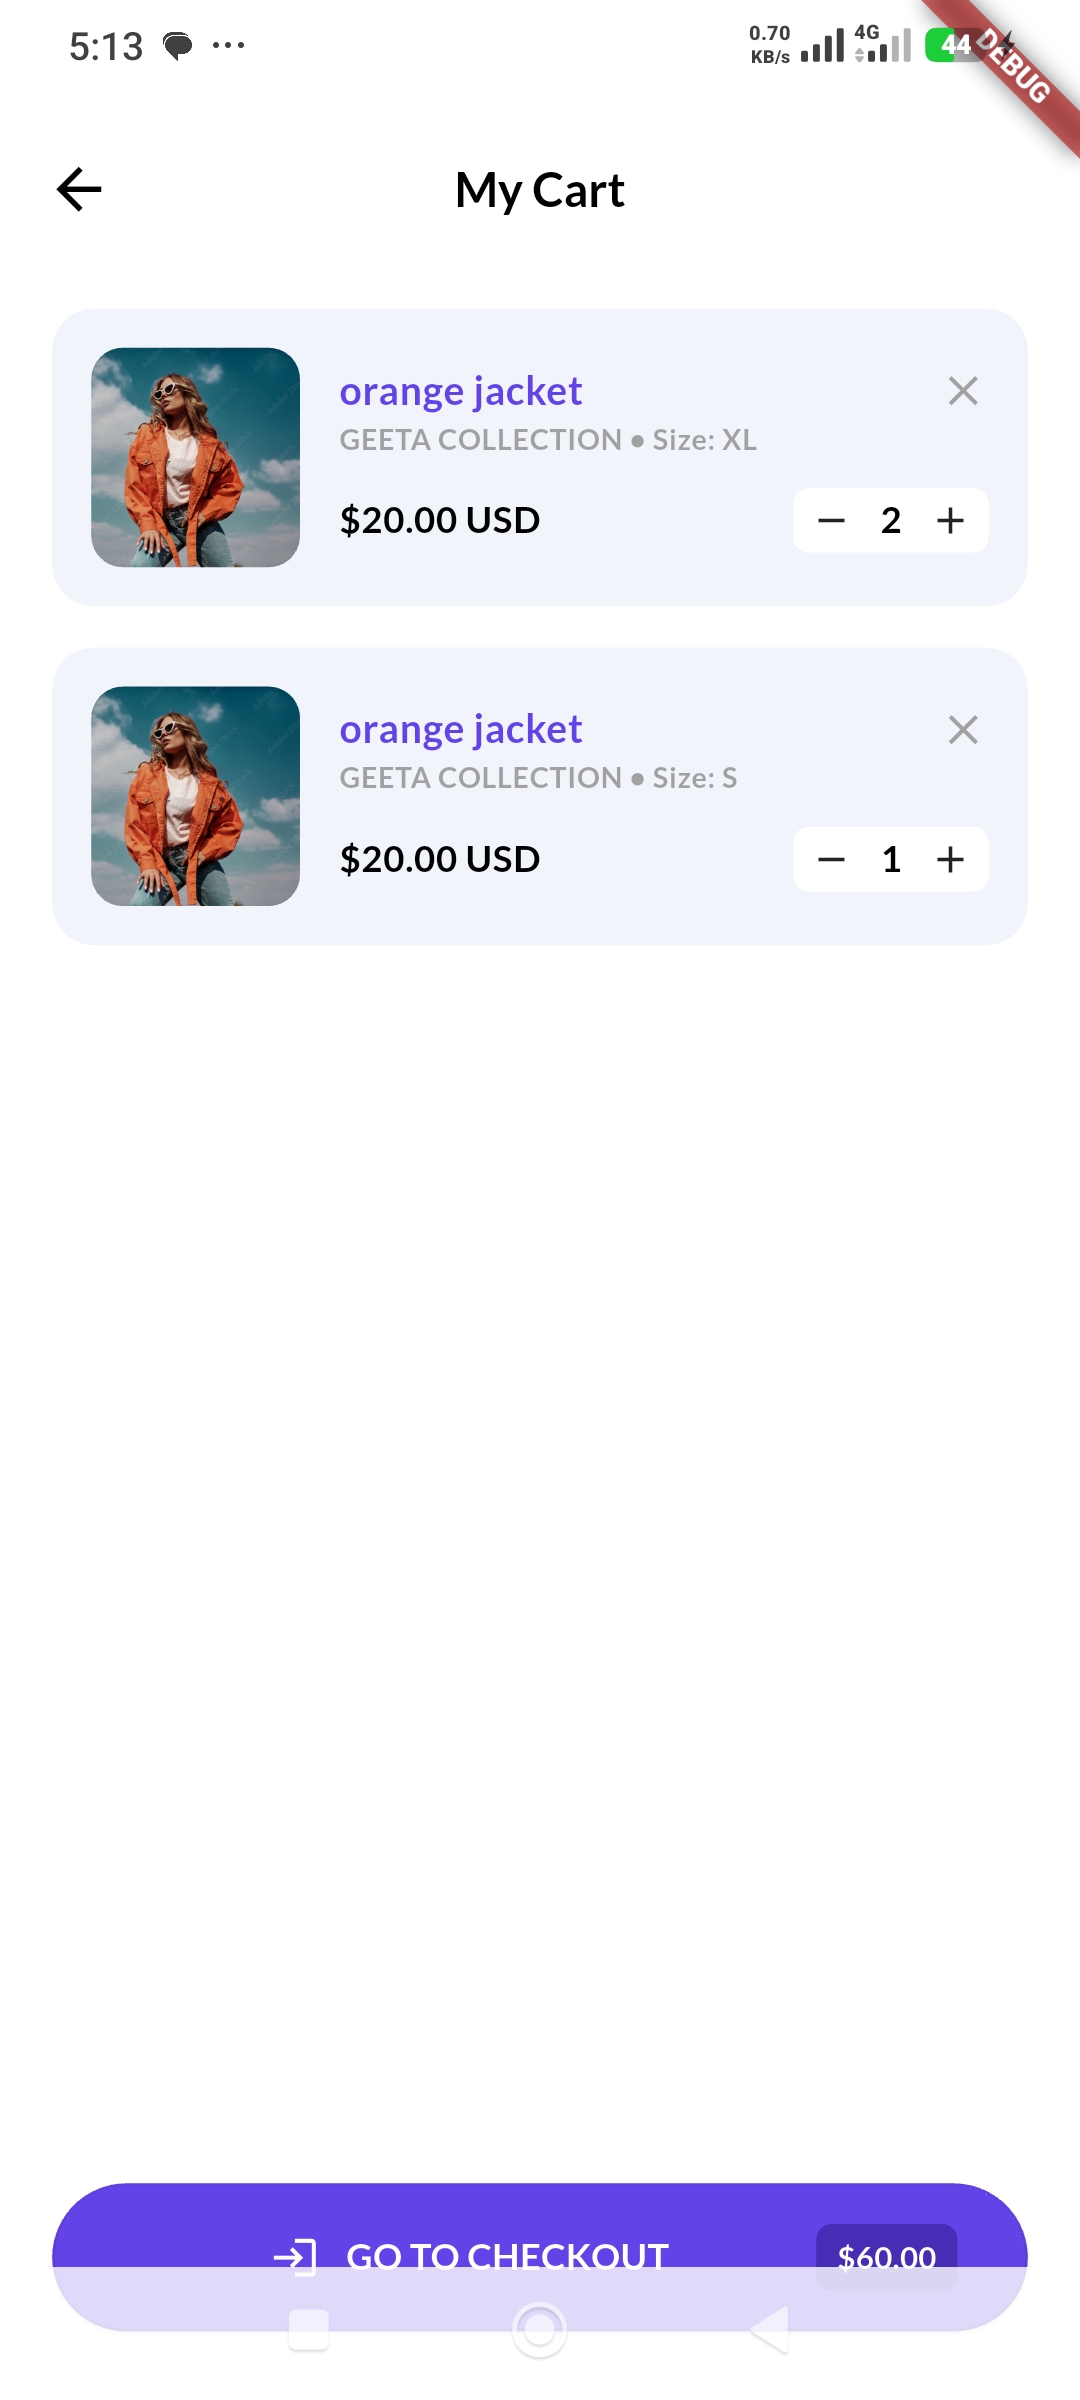 5:13
0.70
KB/s
4G
44
DEBUG
My Cart
orange jacket
GEETA COLLECTION • Size: XL
$20.00 USD
2
orange jacket
GEETA COLLECTION • Size: S
$20.00 USD
1
GO TO CHECKOUT
$60.00